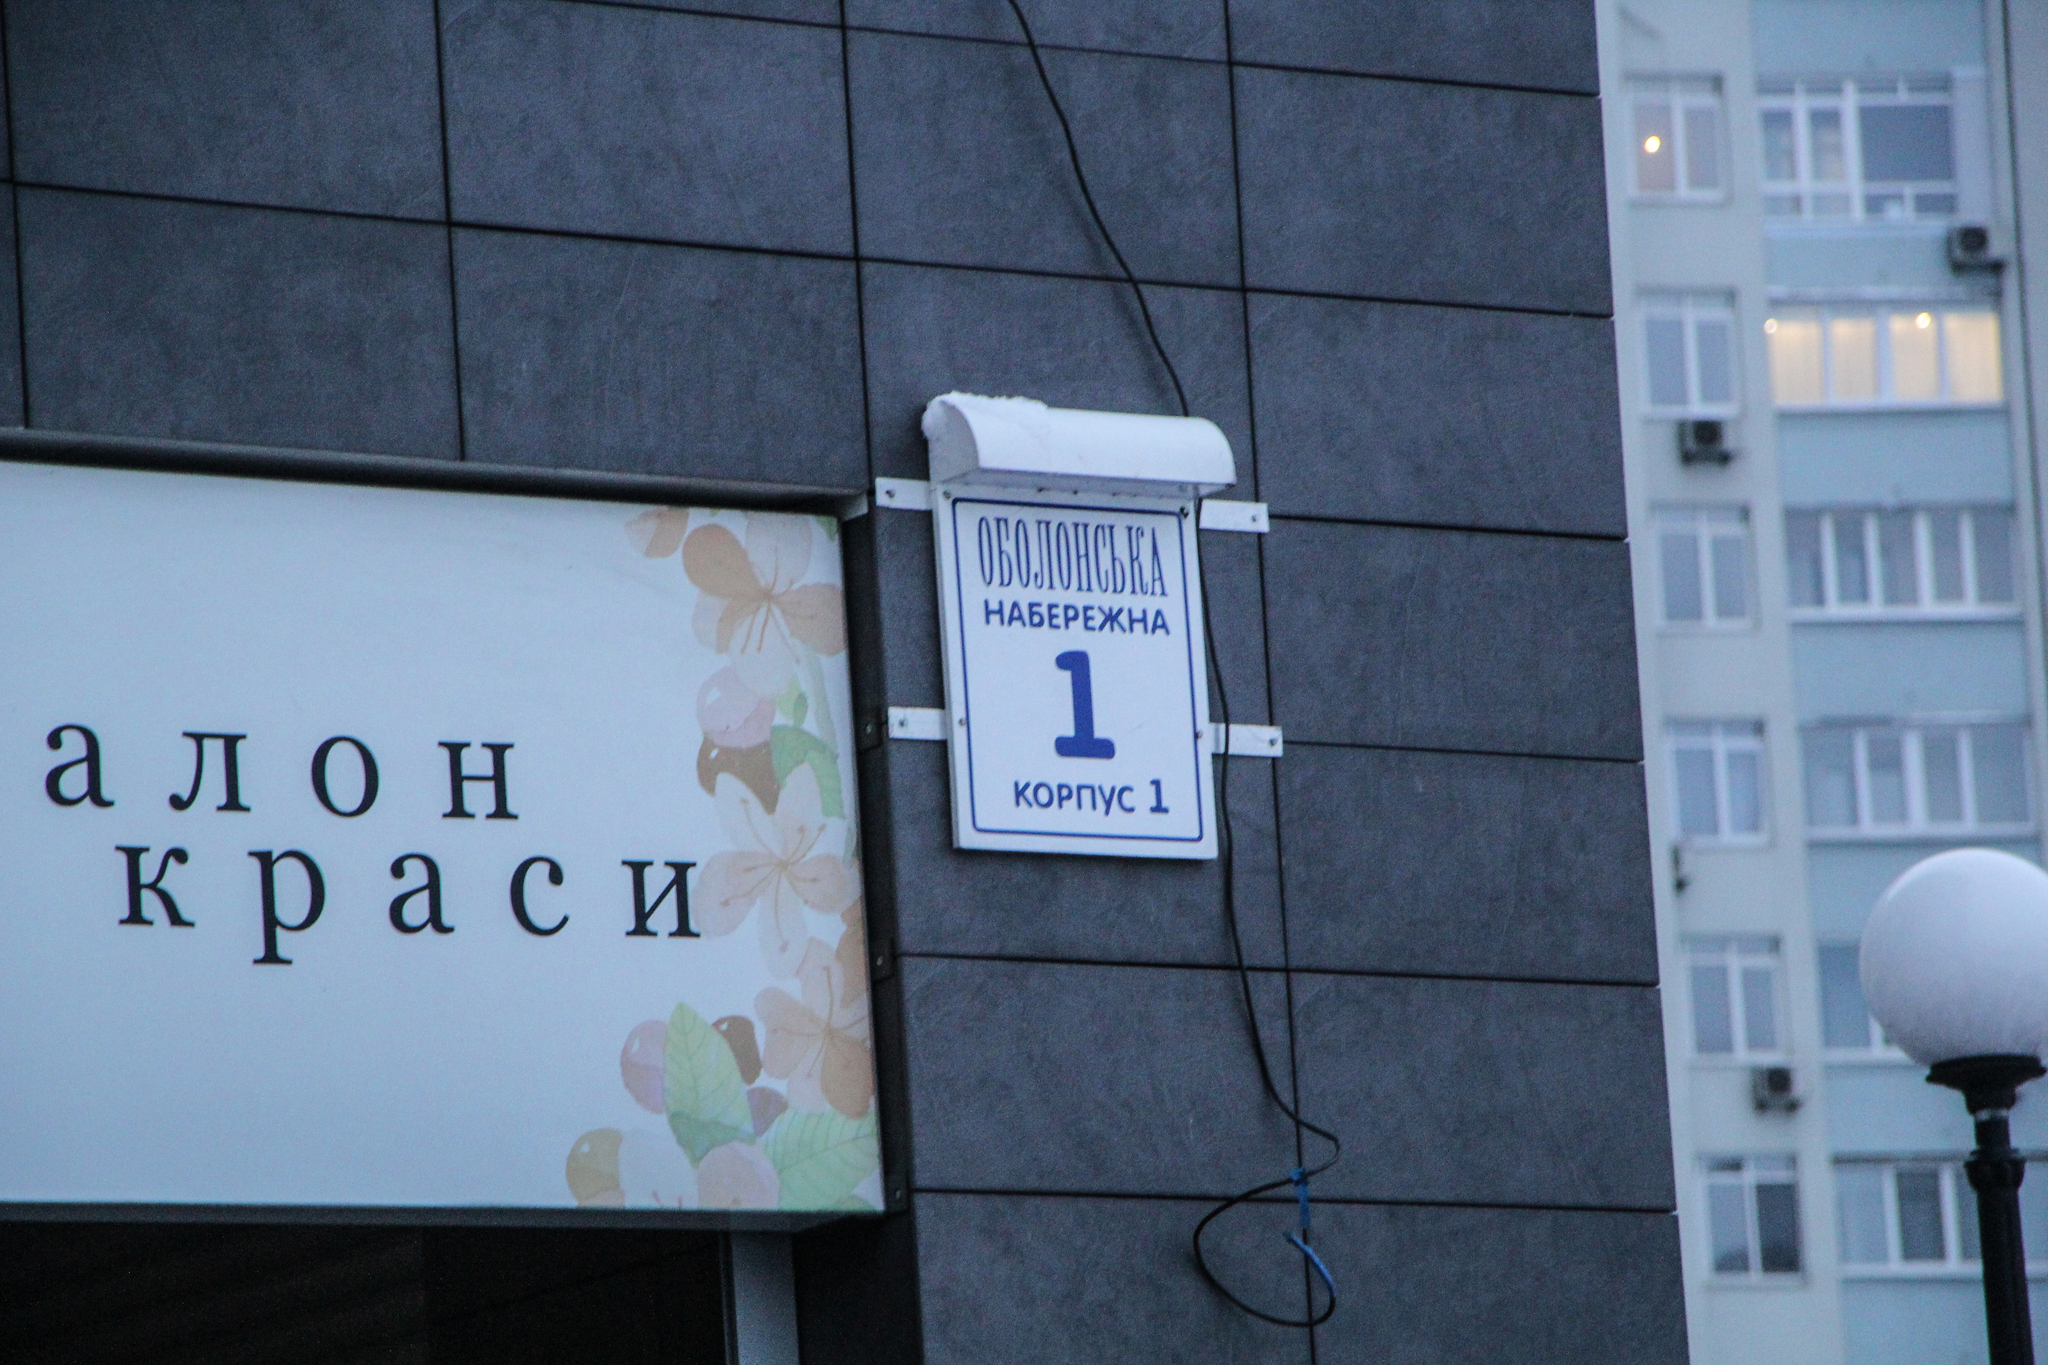 алон
краси
ОБОЛОНСЬКА
НАБЕРЕЖНА
1
КОРПУС 1